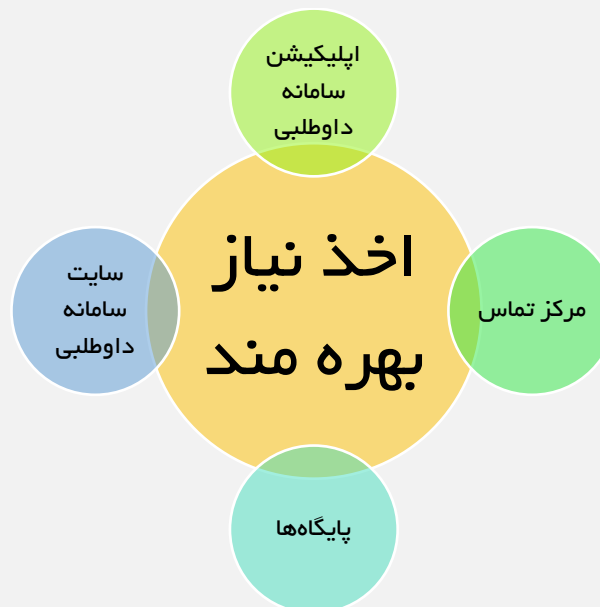 اپلیکیشن
سامانه
داوطلبی
اخذ نیاز
بهره مند
مرکز تماس
سایت
سامانه
داوطلبی
پایگاه‌ها